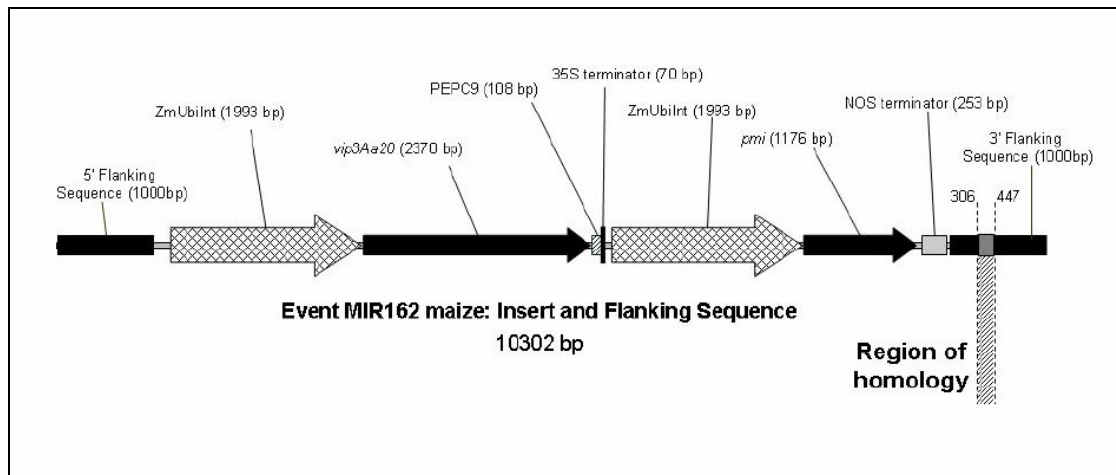 35S terminator (70 bp)
PEPC9 (108 bp)
ZmUbiInt (1993 bp)
ZmUbiInt (1993 bp)
NOS terminator (253 bp)
vip3Aa20 (2370 bp)
pmi (1176 bp)
3' Flanking
Sequence (1000bp)
5' Flanking
Sequence (1000bp)
306
447
Event MIR162 maize: Insert and Flanking Sequence
10302 bp
Region of
homology